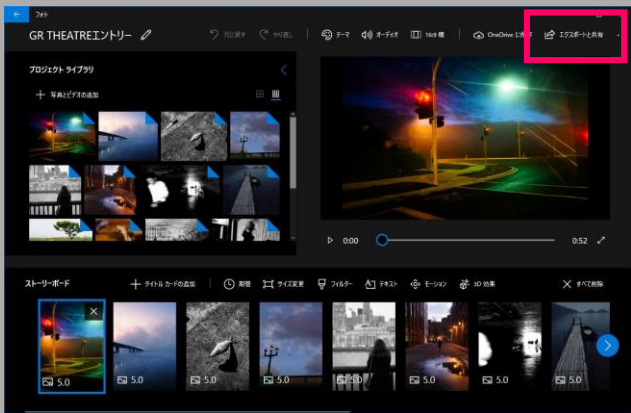 フォト
GR THEATREエントリー
元に戻す やり直し テーマ オーディオ 16:9 横 エクスポートと共有
プロジェクト ライブラリ
写真とビデオの追加
0:00 0:52
ストーリーボード タイトル カードの追加 期間 サイズ変更 フィルター テキスト モーション 3D 効果 すべて削除
5.0 5.0 5.0 5.0 5.0 5.0 5.0 5.0